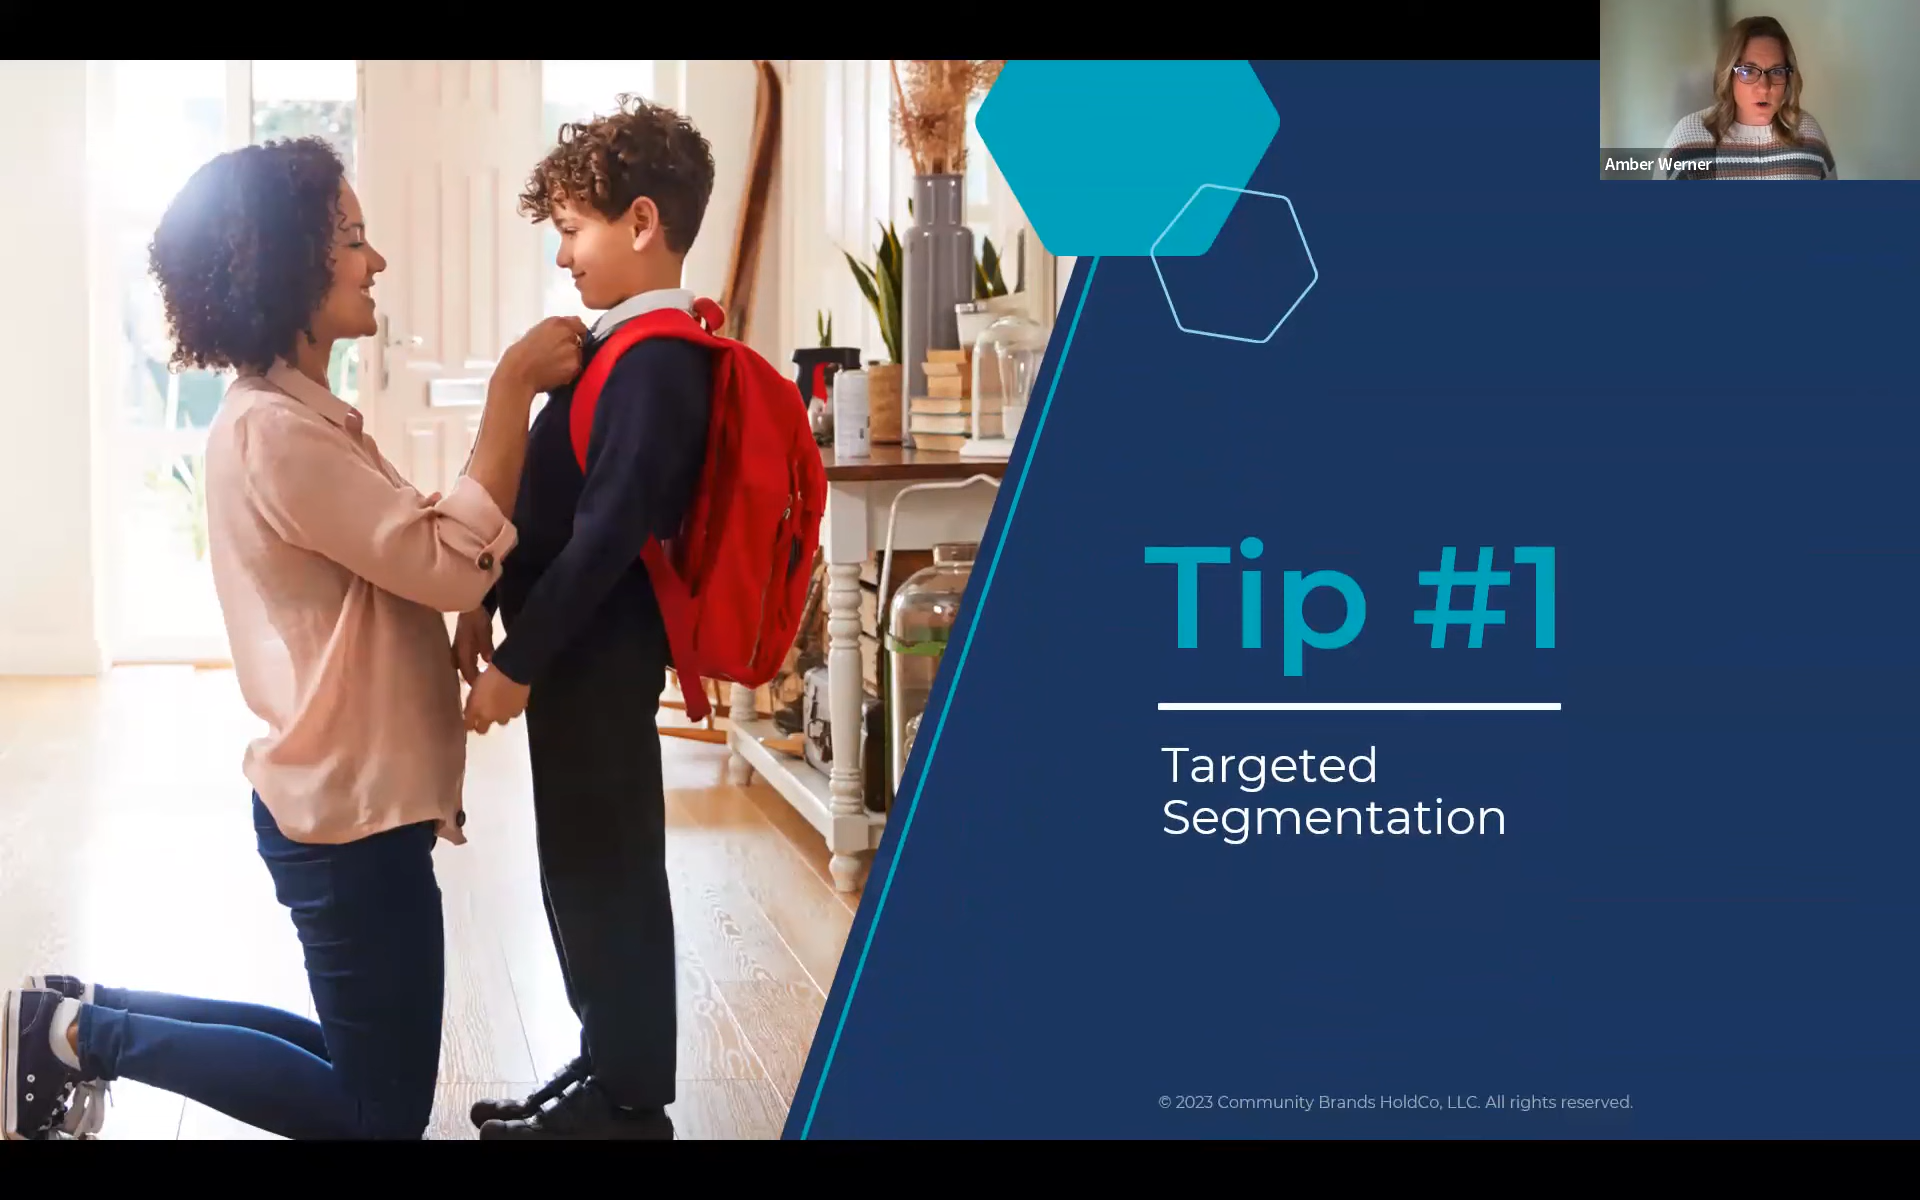 Amber Werner
Tip #1
Targeted
Segmentation
© 2023 Community Brands HoldCo, LLC. All rights reserved.